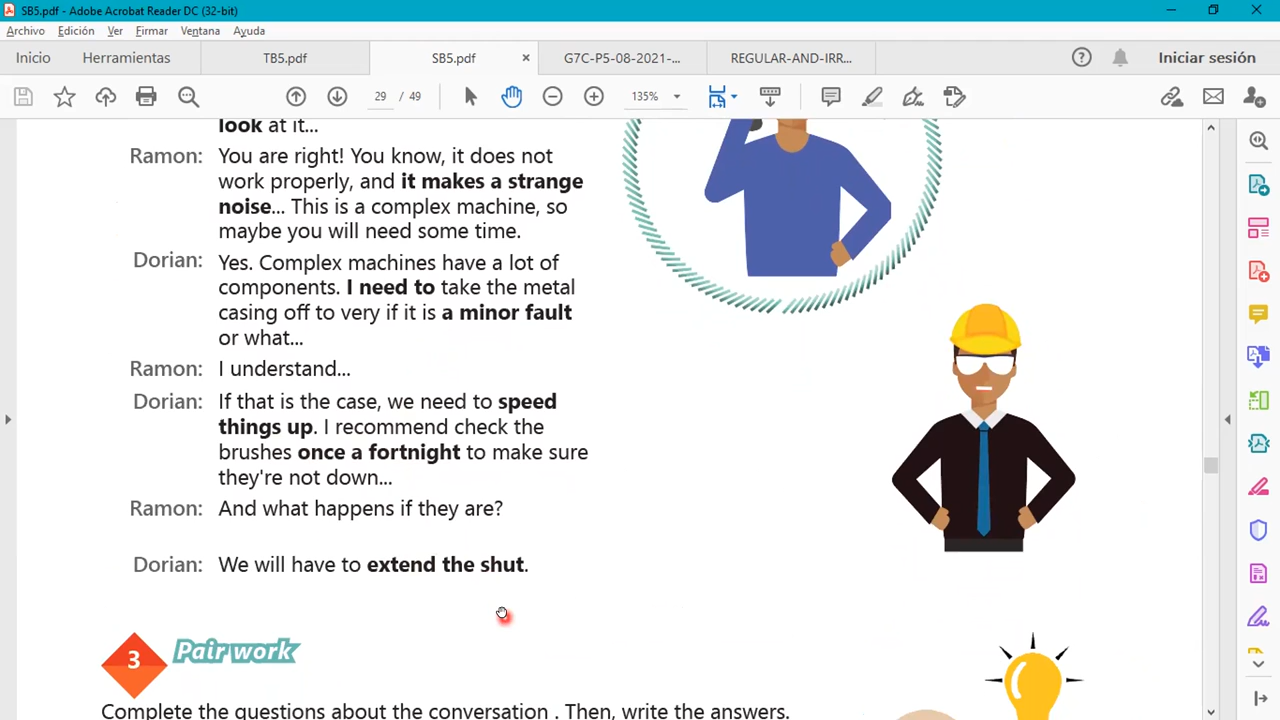 SB5.pdf - Adobe Acrobat Reader DC (32-bit)
Archivo Edición Ver Firmar Ventana Ayuda
Inicio Herramientas TB5.pdf SB5.pdf × G7C-P5-08-2021-... REGULAR-AND-IRR... Iniciar sesión
29 / 49 135%
look at it...
Ramon: You are right! You know, it does not
work properly, and it makes a strange
noise... This is a complex machine, so
maybe you will need some time.
Dorian: Yes. Complex machines have a lot of
components. I need to take the metal
casing off to very if it is a minor fault
or what...
Ramon: I understand...
Dorian: If that is the case, we need to speed
things up. I recommend check the
brushes once a fortnight to make sure
they're not down...
Ramon: And what happens if they are?
Dorian: We will have to extend the shut.
3 Pair work
Complete the questions about the conversation . Then, write the answers.